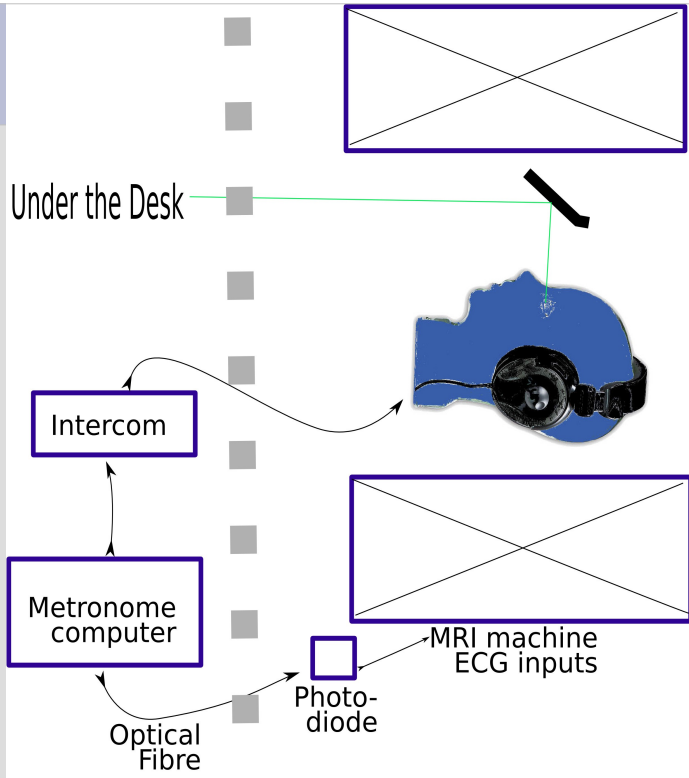 Under the Desk
Intercom
Metronome
computer
MRI machine
ECG inputs
Photo-
diode
Optical
Fibre